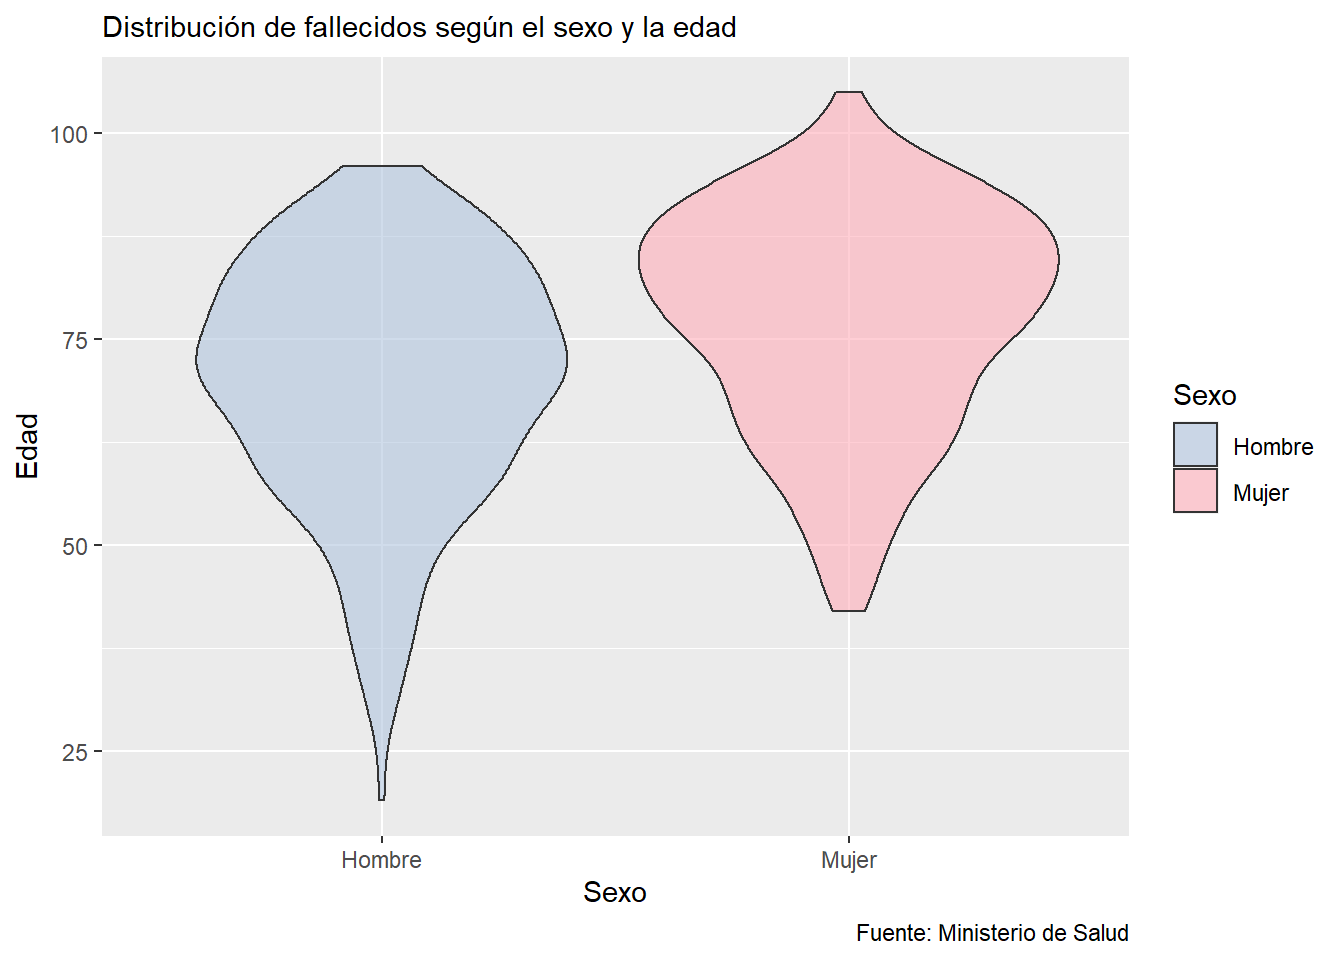 Distribución de fallecidos según el sexo y la edad
100
75
50
25
Edad
Hombre
Mujer
Sexo
Sexo
Hombre
Mujer
Fuente: Ministerio de Salud